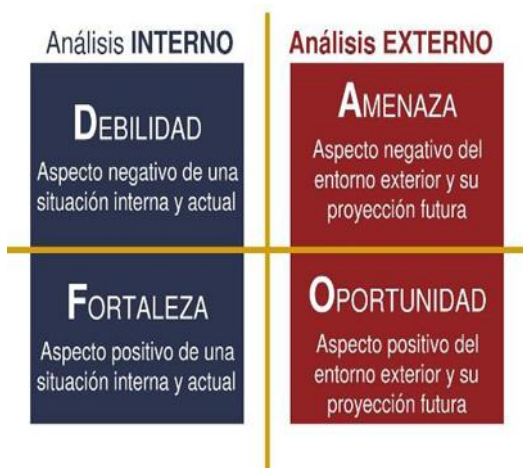 Análisis INTERNO
DEBILIDAD
Aspecto negativo de una
situación interna y actual
FORTALEZA
Aspecto positivo de una
situación interna y actual
Análisis EXTERNO
AMENAZA
Aspecto negativo del
entorno exterior y su
proyección futura
OPORTUNIDAD
Aspecto positivo del
entorno exterior y su
proyección futura